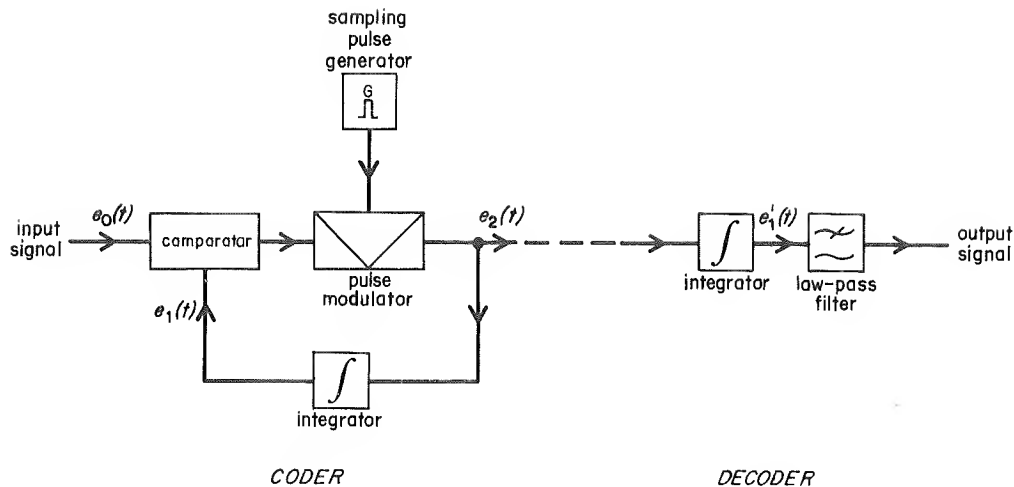 sampling
pulse
generator
G
input
signal
e₀(t)
camparatar
pulse
modulator
e₂(t)
∫
integrator
e₁'(t)
law-pass
filter
output
signal
e₁(t)
∫
integrator
CODER
DECODER